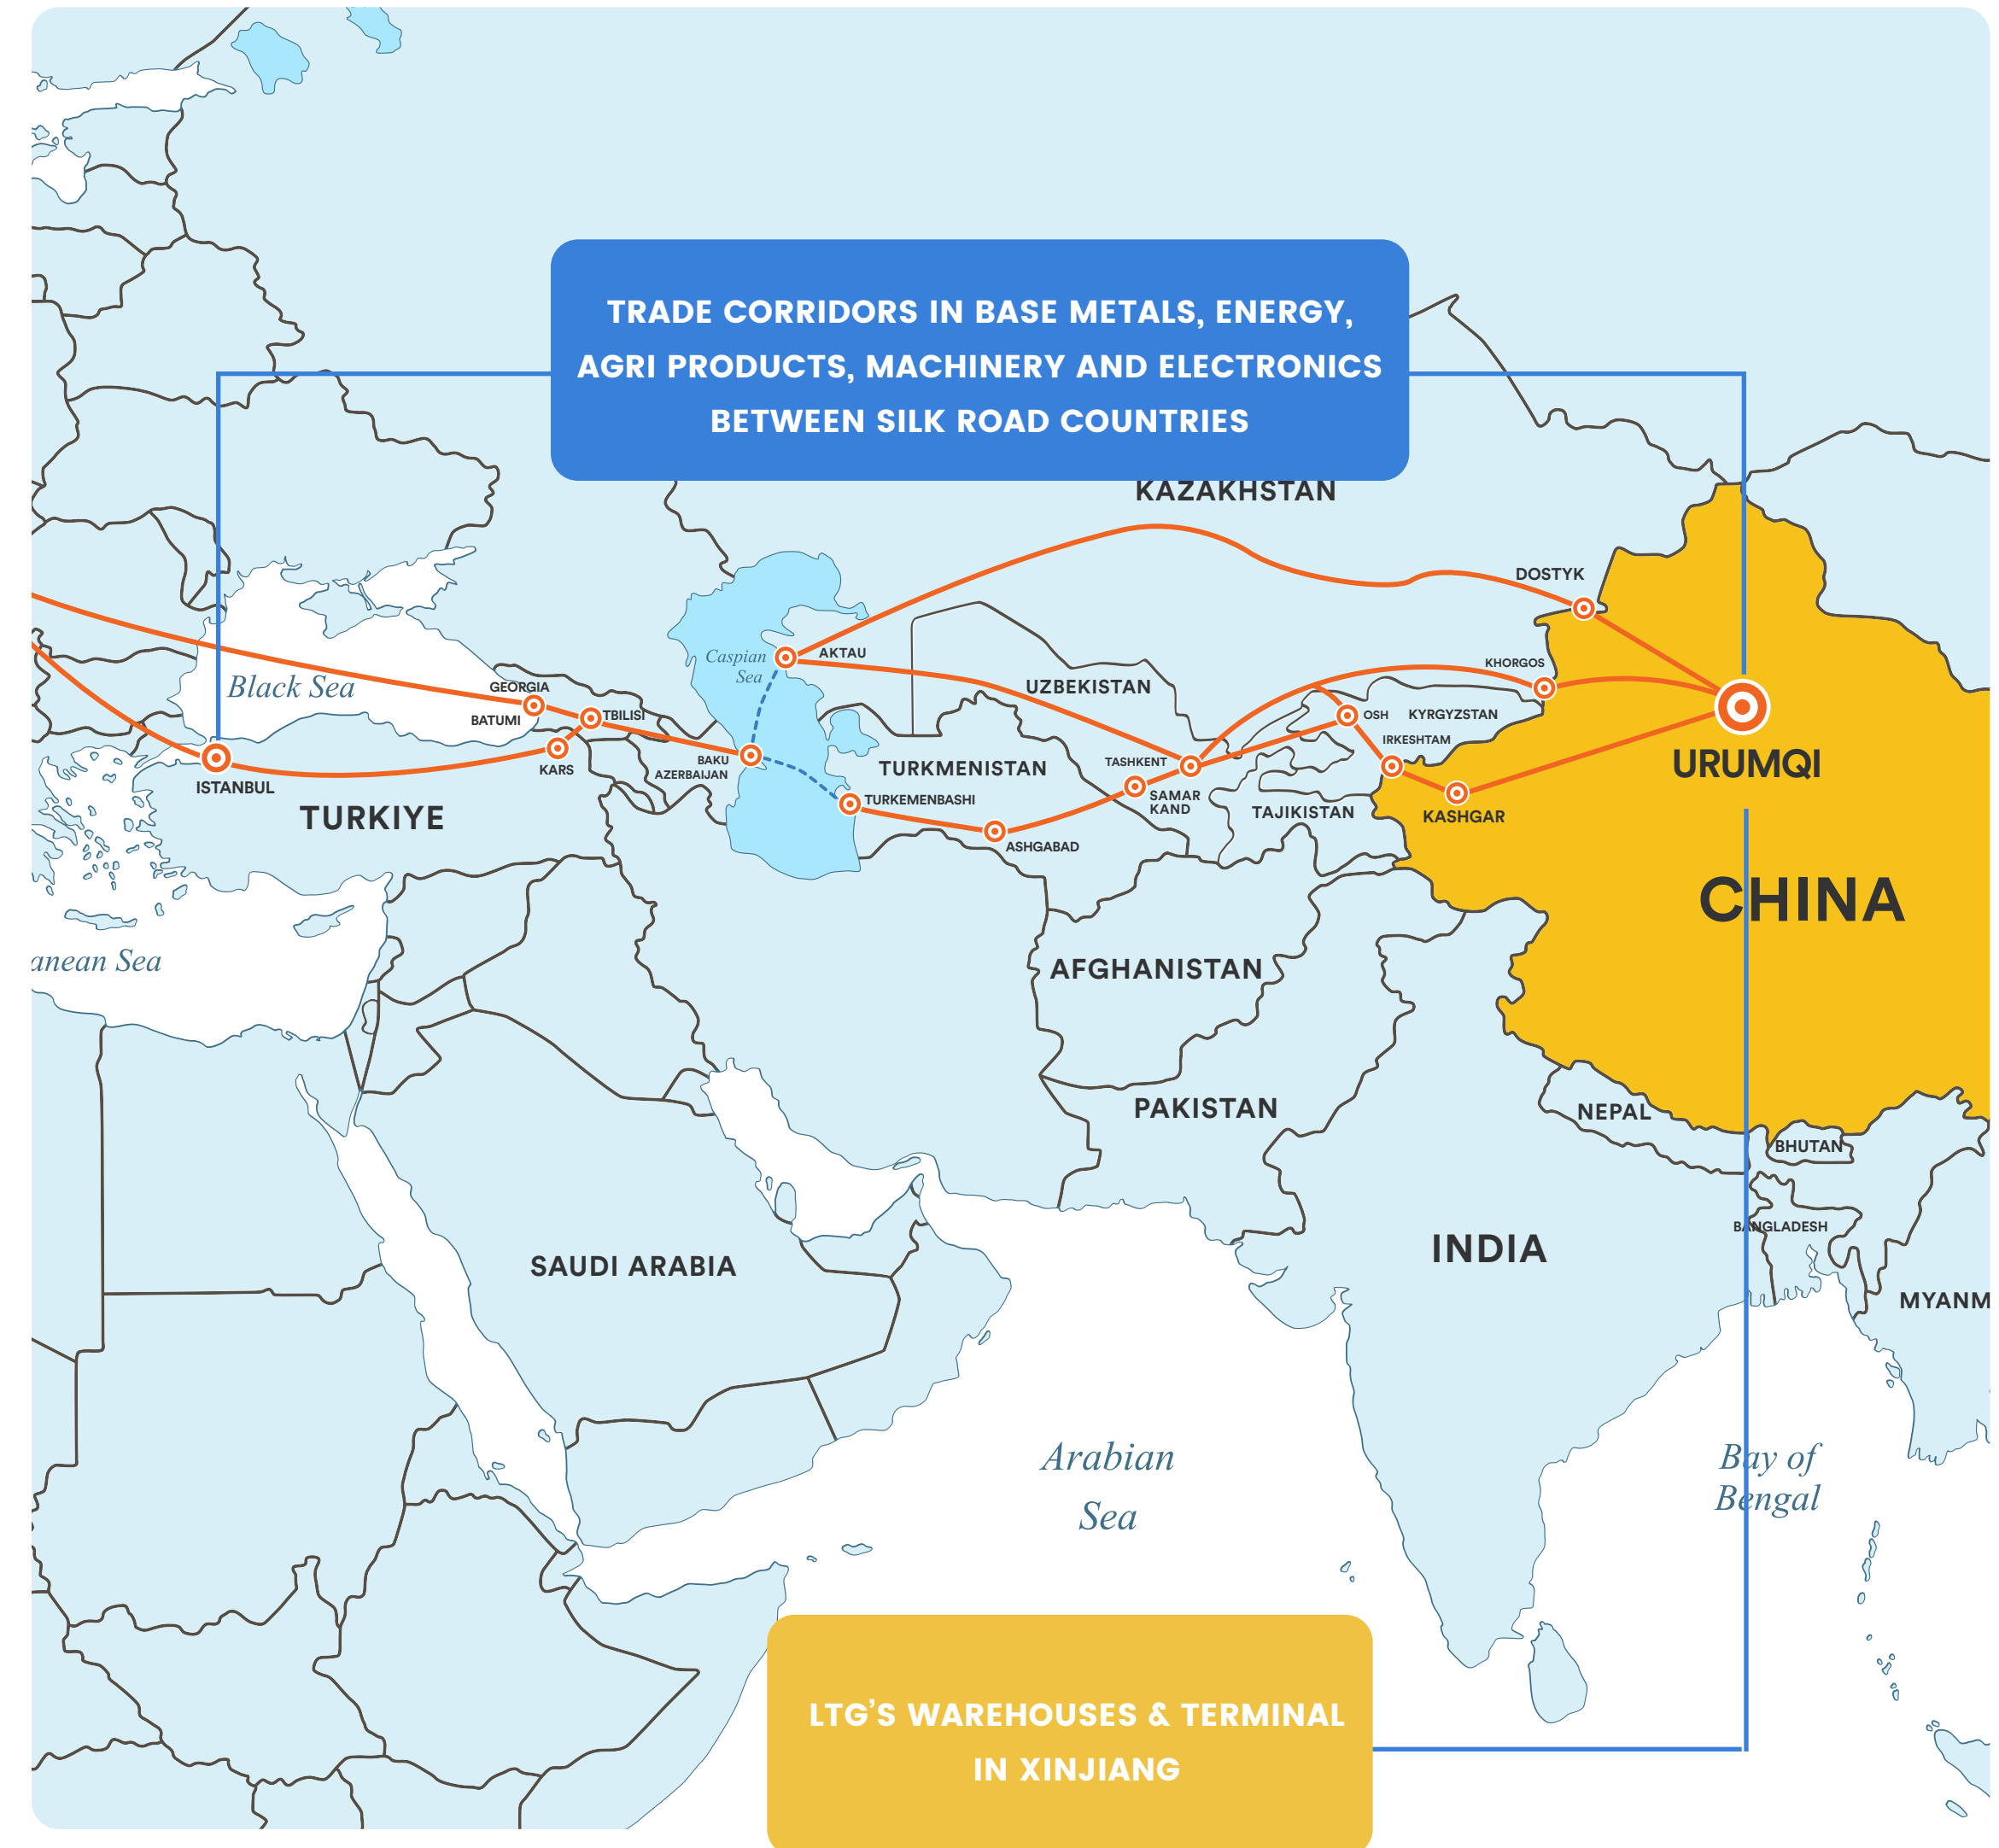 TRADE CORRIDORS IN BASE METALS, ENERGY,
AGRI PRODUCTS, MACHINERY AND ELECTRONICS
BETWEEN SILK ROAD COUNTRIES
KAZAKHSTAN
DOSTYK
Caspian
Sea
AKTAU
KHORGOS
Black Sea
GEORGIA
UZBEKISTAN
BATUMI
TBILISI
OSH
KYRGYZSTAN
IRKESHTAM
URUMQI
ISTANBUL
KARS
BAKU
AZERBAIJAN
TURKMENISTAN
TASHKENT
TURKIYE
TURKEMENBASHI
SAMAR
KAND
TAJIKISTAN
KASHGAR
ASHGABAD
CHINA
anean Sea
AFGHANISTAN
PAKISTAN
NEPAL
BHUTAN
BANGLADESH
SAUDI ARABIA
INDIA
MYANM
Arabian
Sea
Bay of
Bengal
LTG'S WAREHOUSES & TERMINAL
IN XINJIANG